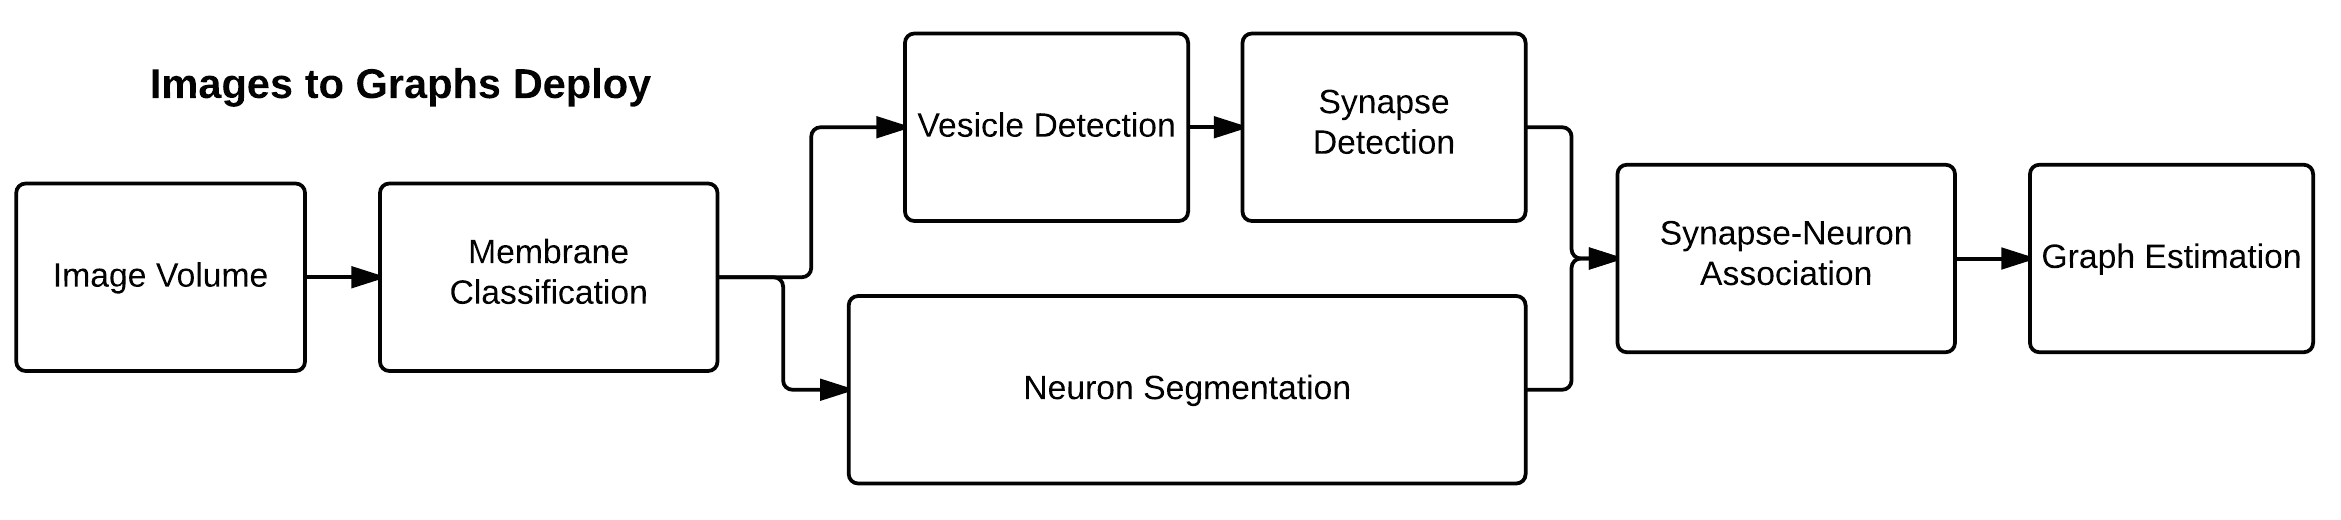 Images to Graphs Deploy
Image Volume
Membrane
Classification
Vesicle Detection
Synapse
Detection
Neuron Segmentation
Synapse-Neuron
Association
Graph Estimation